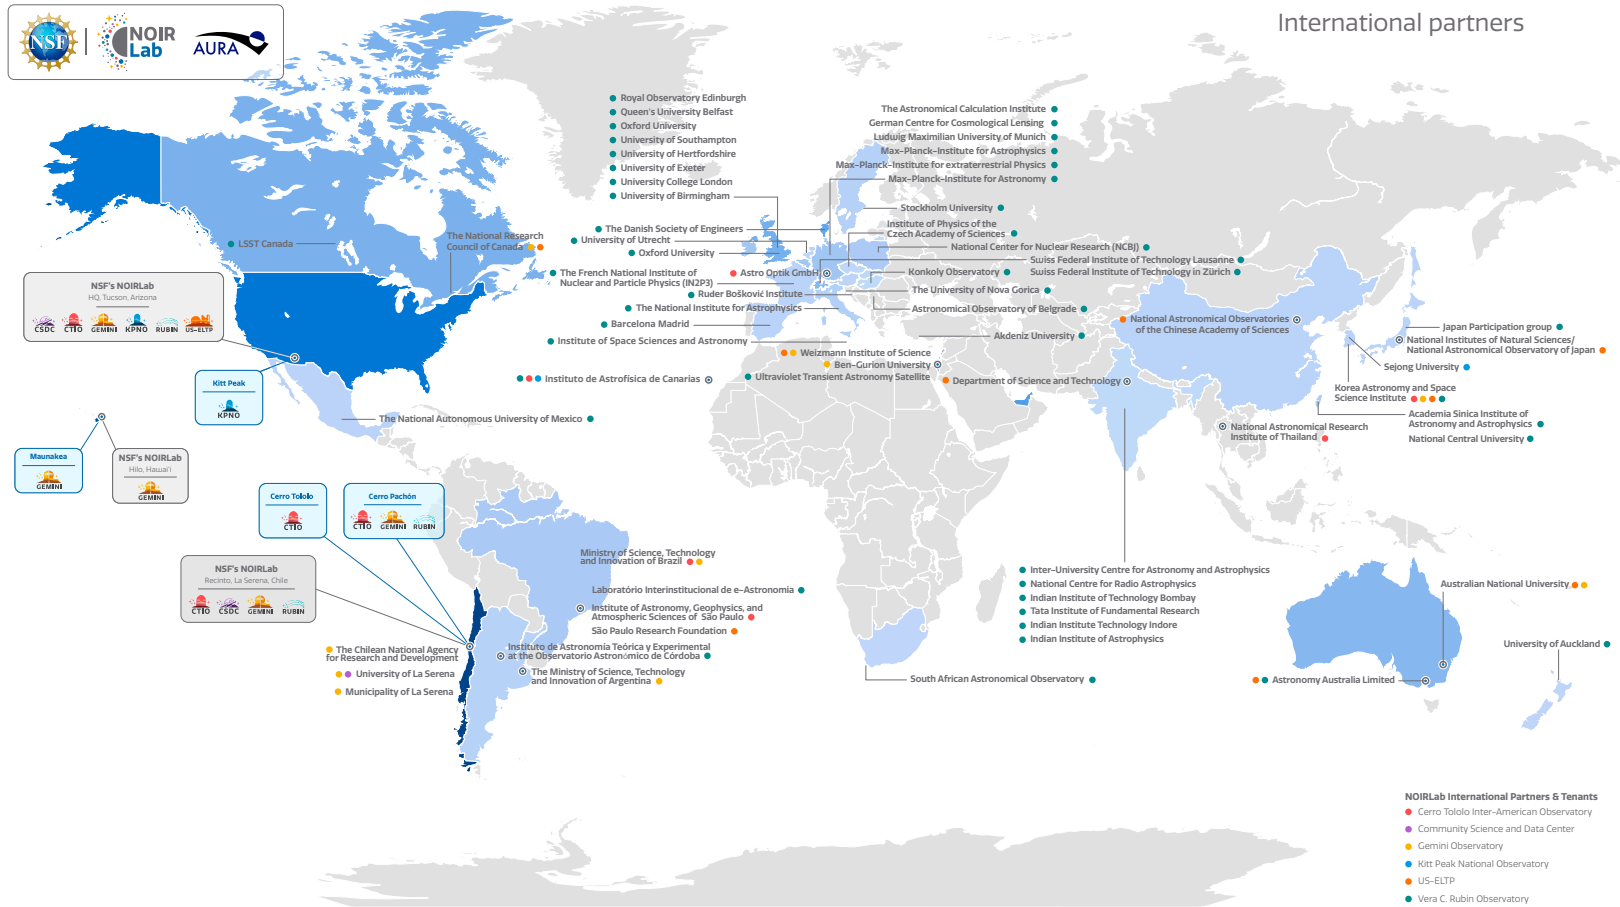 International partners
NSF
NOIR
Lab
AURA
Royal Observatory Edinburgh
Queen's University Belfast
Oxford University
University of Southampton
University of Hertfordshire
University of Exeter
University College London
University of Birmingham
The Danish Society of Engineers
University of Utrecht
Oxford University
The French National Institute of
Nuclear and Particle Physics (IN2P3)
Astro Optik GmbH
Ruder Bošković Institute
The National Institute for Astrophysics
Barcelona Madrid
Institute of Space Sciences and Astronomy
Instituto de Astrofísica de Canarias
The Astronomical Calculation Institute
German Centre for Cosmological Lensing
Ludwig Maximilian University of Munich
Max-Planck-Institute for Astrophysics
Max-Planck-Institute for extraterrestrial Physics
Max-Planck-Institute for Astronomy
Stockholm University
Institute of Physics of the
Czech Academy of Sciences
National Center for Nuclear Research (NCBJ)
Swiss Federal Institute of Technology Lausanne
Konkoly Observatory
Swiss Federal Institute of Technology in Zürich
The University of Nova Gorica
Astronomical Observatory of Belgrade
Akdeniz University
Weizmann Institute of Science
Ben-Gurion University
Ultraviolet Transient Astronomy Satellite
Department of Science and Technology
National Astronomical Observatories
of the Chinese Academy of Sciences
Japan Participation group
National Institutes of Natural Sciences/
National Astronomical Observatory of Japan
Sejong University
Korea Astronomy and Space
Science Institute
Academia Sinica Institute of
Astronomy and Astrophysics
National Central University
National Astronomical Research
Institute of Thailand
LSST Canada
The National Research
Council of Canada
NSF's NOIRLab
HQ, Tucson, Arizona
CSDC
CTIO
GEMINI
KPNO
RUBIN
US-ELTP
Kitt Peak
KPNO
The National Autonomous University of Mexico
Maunakea
GEMINI
NSF's NOIRLab
Hilo, Hawai'i
GEMINI
Cerro Tololo
CTIO
Cerro Pachón
CTIO
GEMINI
RUBIN
NSF's NOIRLab
Recinto, La Serena, Chile
CTIO
CSDC
GEMINI
RUBIN
The Chilean National Agency
for Research and Development
University of La Serena
Municipality of La Serena
Ministry of Science, Technology
and Innovation of Brazil
Laboratório Interinstitucional de e-Astronomia
Institute of Astronomy, Geophysics, and
Atmospheric Sciences of São Paulo
São Paulo Research Foundation
Instituto de Astronomía Teórica y Experimental
at the Observatorio Astronómico de Córdoba
The Ministry of Science, Technology
and Innovation of Argentina
South African Astronomical Observatory
Inter-University Centre for Astronomy and Astrophysics
National Centre for Radio Astrophysics
Indian Institute of Technology Bombay
Tata Institute of Fundamental Research
Indian Institute Technology Indore
Indian Institute of Astrophysics
Australian National University
Astronomy Australia Limited
University of Auckland
NOIRLab International Partners & Tenants
Cerro Tololo Inter-American Observatory
Community Science and Data Center
Gemini Observatory
Kitt Peak National Observatory
US-ELTP
Vera C. Rubin Observatory